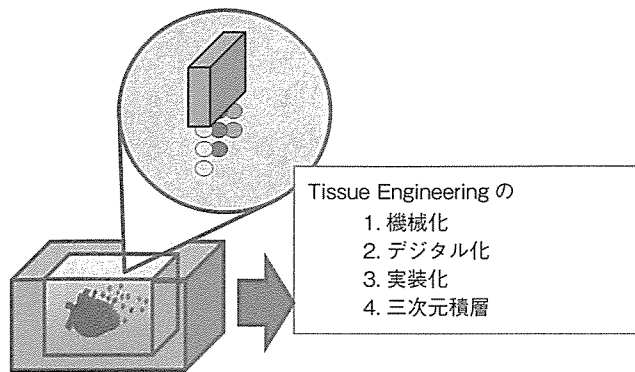 Tissue Engineering の
1. 機械化
2. デジタル化
3. 実装化
4. 三次元積層